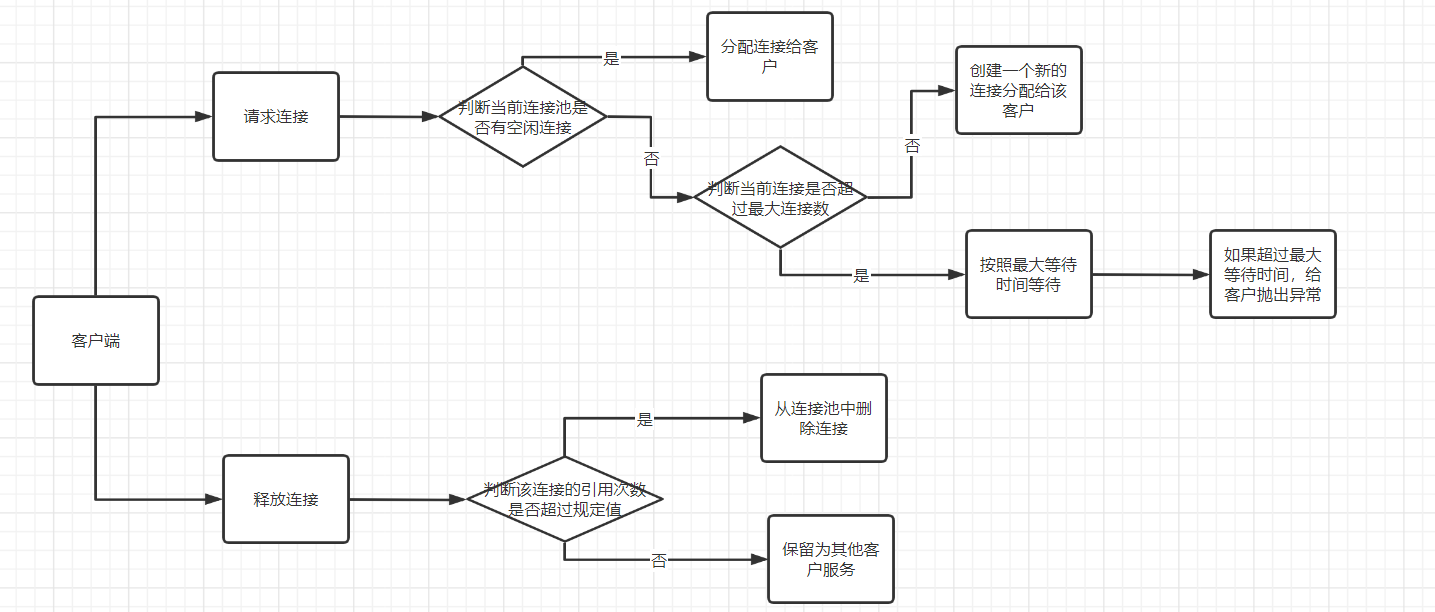 分配连接给客
户
是
创建一个新的
连接分配给该
客户
请求连接
判断当前连接池是
否有空闲连接
否
否
判断当前连接是否超
过最大连接数
是
按照最大等待
时间等待
如果超过最大
等待时间，给
客户抛出异常
客户端
释放连接
判断该连接的引用次数
是否超过规定值
是
从连接池中删
除连接
否
保留为其他客
户服务